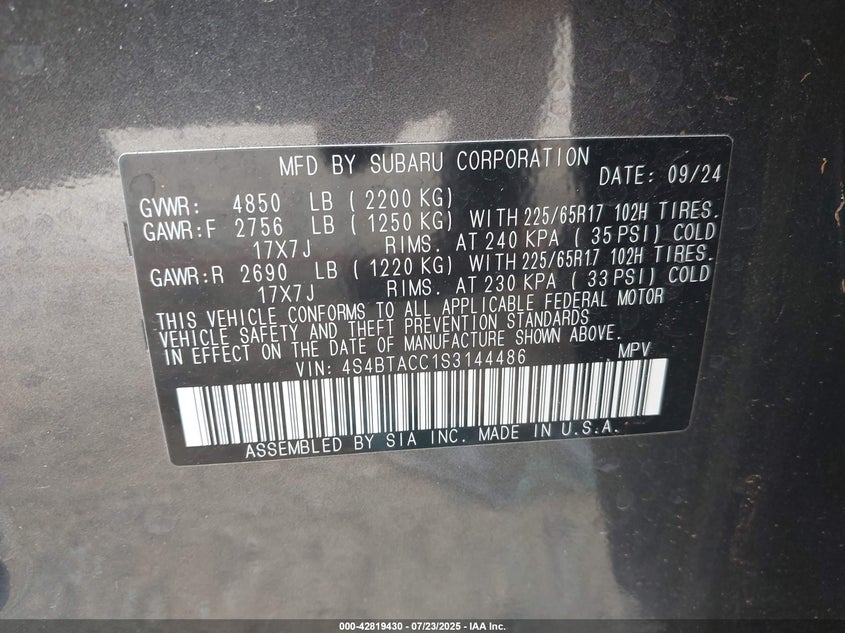 MFD BY SUBARU CORPORATION
DATE: 09/24
GVWR: 4850 LB ( 2200 KG)
GAWR:F 2756 LB ( 1250 KG) WITH 225/65R17 102H TIRES.
17X7J RIMS. AT 240 KPA ( 35 PSI) COLD
GAWR:R 2690 LB ( 1220 KG) WITH 225/65R17 102H TIRES.
17X7J RIMS. AT 230 KPA ( 33 PSI) COLD
THIS VEHICLE CONFORMS TO ALL APPLICABLE FEDERAL MOTOR
VEHICLE SAFETY AND THEFT PREVENTION STANDARDS
IN EFFECT ON THE DATE OF MANUFACTURE SHOWN ABOVE.
VIN: 4S4BTACC1S3144486 MPV
ASSEMBLED BY SIA INC. MADE IN U.S.A.
000-42819430 - 07/23/2025 - IAA Inc.